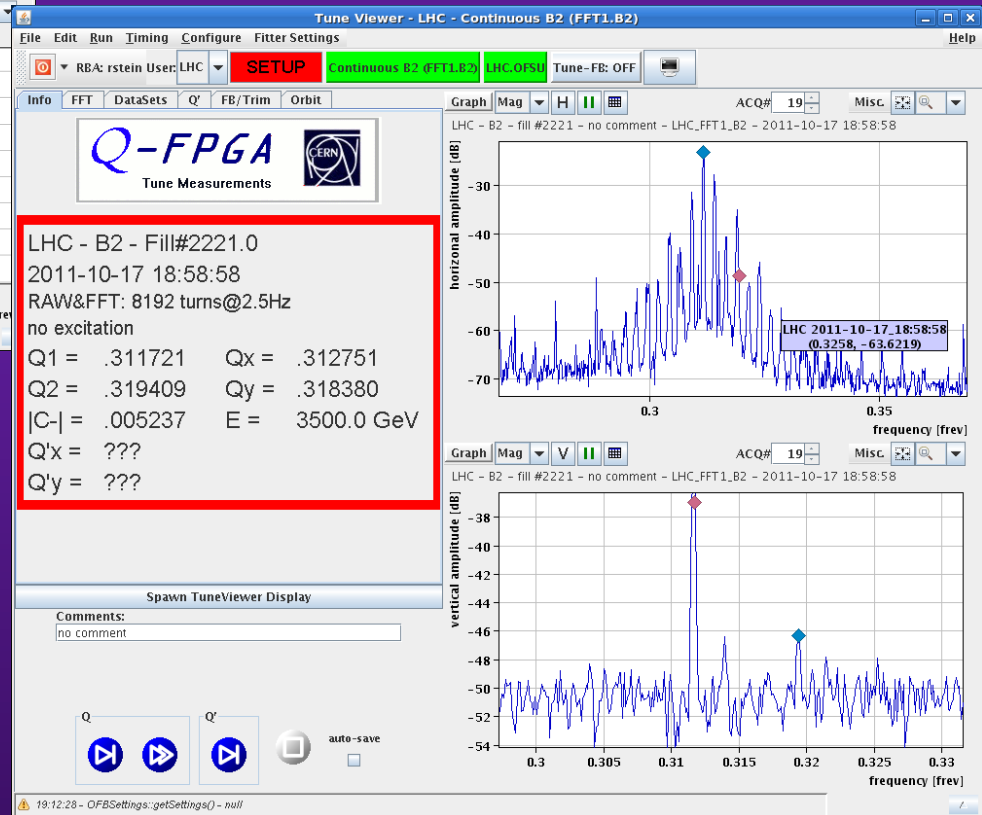 Tune Viewer - LHC - Continuous B2 (FFT1.B2)
File Edit Run Timing Configure Fitter Settings Help
RBA: rstein User: LHC SETUP Continuous B2 (FFT1.B2) LHC.OFSU Tune-FB: OFF
Info FFT DataSets Q' FB/Trim Orbit
Q-FPGA
Tune Measurements
CERN
LHC - B2 - Fill#2221.0
2011-10-17 18:58:58
RAW&FFT: 8192 turns@2.5Hz
no excitation
Q1 = .311721 Qx = .312751
Q2 = .319409 Qy = .318380
|C-| = .005237 E = 3500.0 GeV
Q'x = ???
Q'y = ???
Spawn TuneViewer Display
Comments:
no comment
Q Q'
auto-save
19:12:28 - OFBSettings::getSettings() - null
Graph Mag H ACQ# 19 Misc.
LHC - B2 - fill #2221 - no comment - LHC_FFT1_B2 - 2011-10-17 18:58:58
horizonal amplitude [dB]
-30
-40
-50
-60
-70
LHC 2011-10-17_18:58:58
(0.3258, -63.6219)
0.3 0.35
frequency [frev]
Graph Mag V ACQ# 19 Misc.
LHC - B2 - fill #2221 - no comment - LHC_FFT1_B2 - 2011-10-17 18:58:58
vertical amplitude [dB]
-38
-40
-42
-44
-46
-48
-50
-52
-54
0.3 0.305 0.31 0.315 0.32 0.325 0.33
frequency [frev]